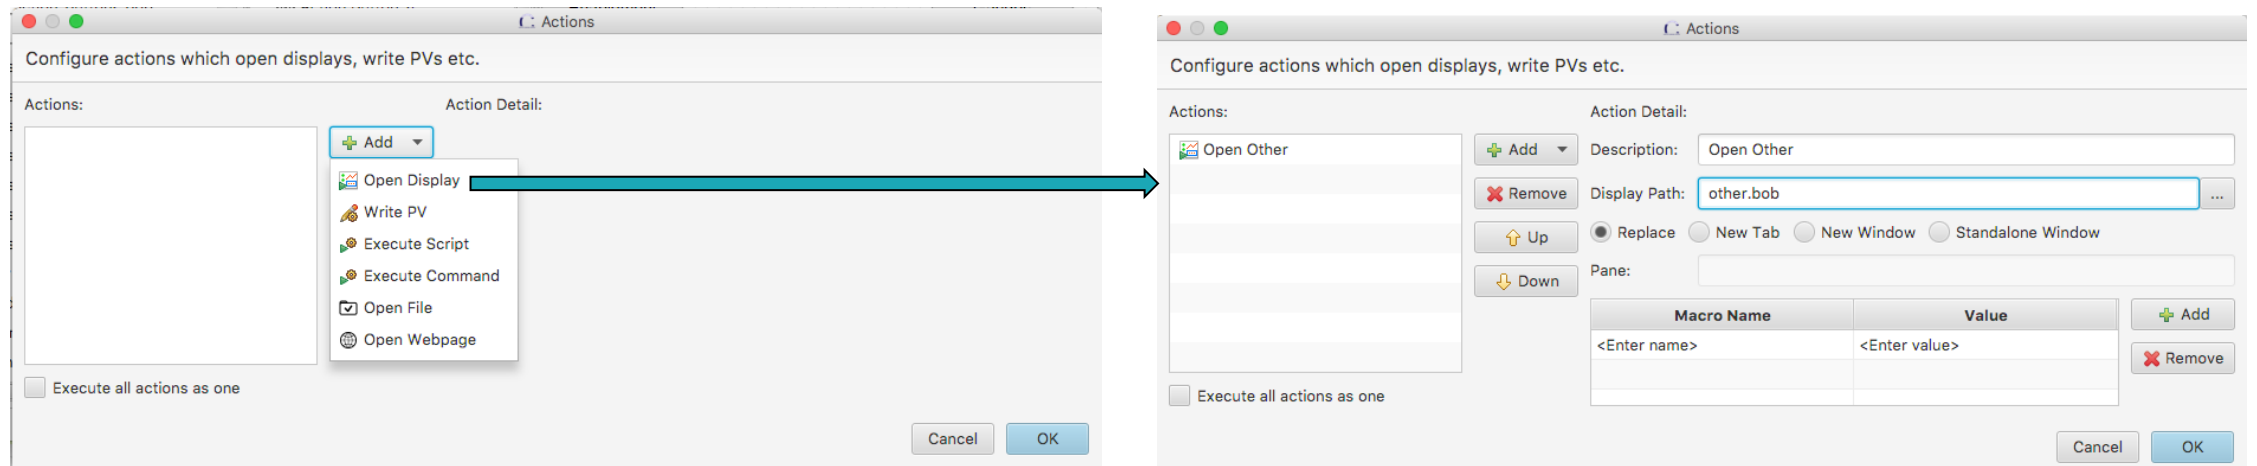 Actions
Configure actions which open displays, write PVs etc.
Actions:
Action Detail:
Add
Open Display
Write PV
Execute Script
Execute Command
Open File
Open Webpage
Execute all actions as one
Cancel
OK
Actions
Configure actions which open displays, write PVs etc.
Actions:
Action Detail:
Open Other
Add
Remove
Up
Down
Description: Open Other
Display Path: other.bob ...
Replace New Tab New Window Standalone Window
Pane:
Macro Name Value
<Enter name> <Enter value>
Add
Remove
Execute all actions as one
Cancel
OK